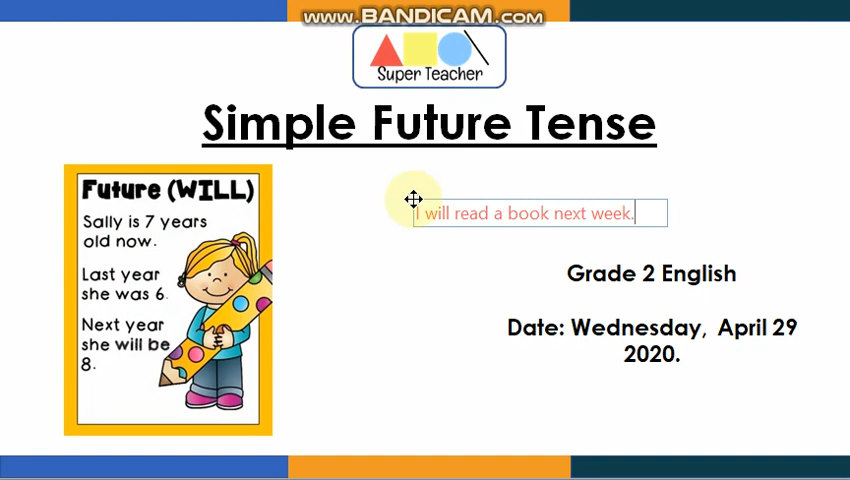 www.BANDICAM.com
Super Teacher
Simple Future Tense
Future (WILL)
Sally is 7 years
old now.
Last year
she was 6.
Next year
she will be
8.
I will read a book next week.
Grade 2 English
Date: Wednesday, April 29
2020.